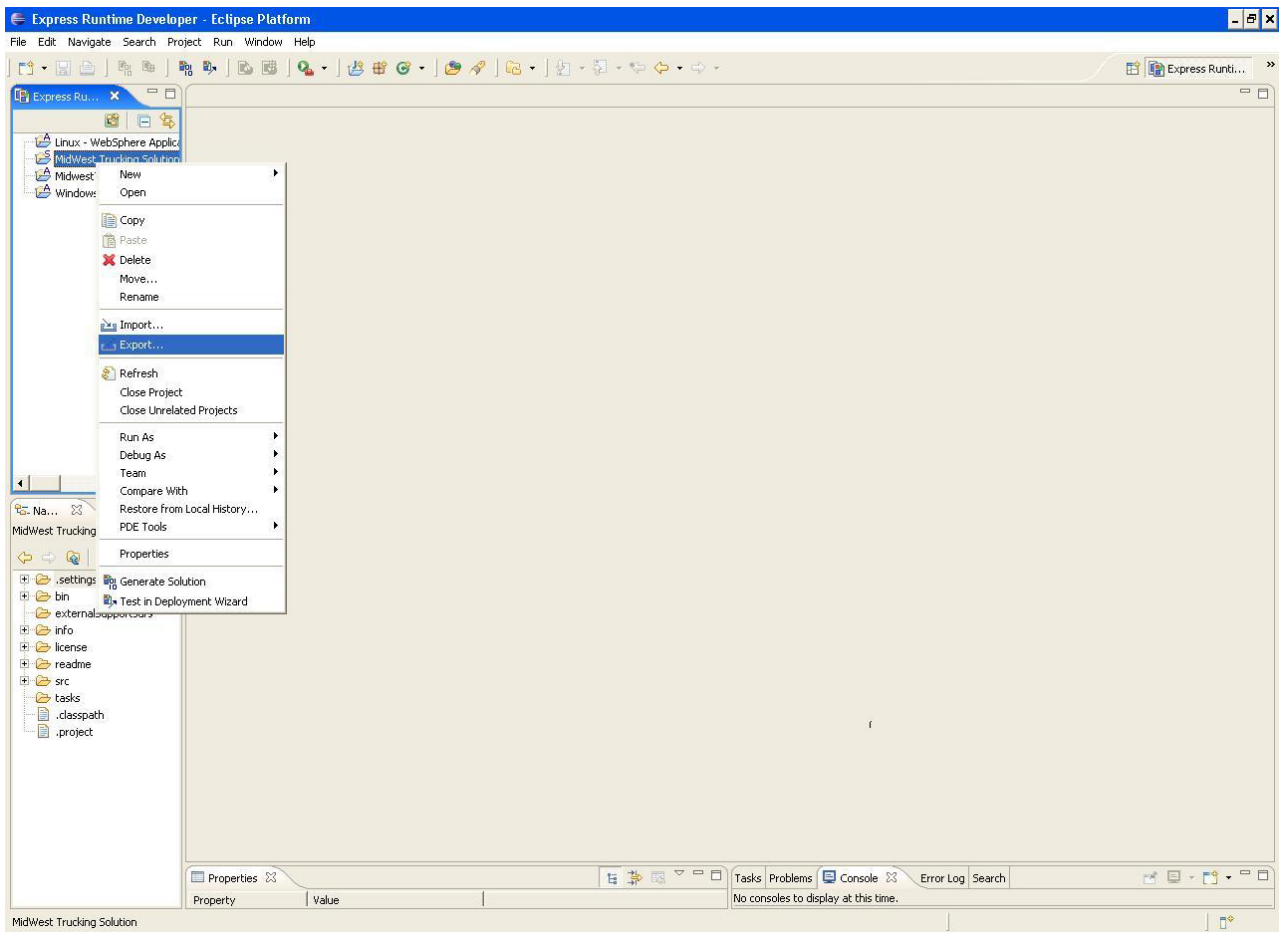 Express Runtime Developer - Eclipse Platform
File Edit Navigate Search Project Run Window Help
Express Runti... »
Express Ru...
Linux - WebSphere Applic
MidWest Trucking Solution
Midwest
Windows
New
Open
Copy
Paste
Delete
Move...
Rename
Import...
Export...
Refresh
Close Project
Close Unrelated Projects
Run As
Debug As
Team
Compare With
Restore from Local History...
PDE Tools
Properties
Generate Solution
Test in Deployment Wizard
Na...
MidWest Trucking
.settings
bin
externalSupportJars
info
license
readme
src
tasks
.classpath
.project
Properties
Property Value
Tasks Problems Console Error Log Search
No consoles to display at this time.
MidWest Trucking Solution